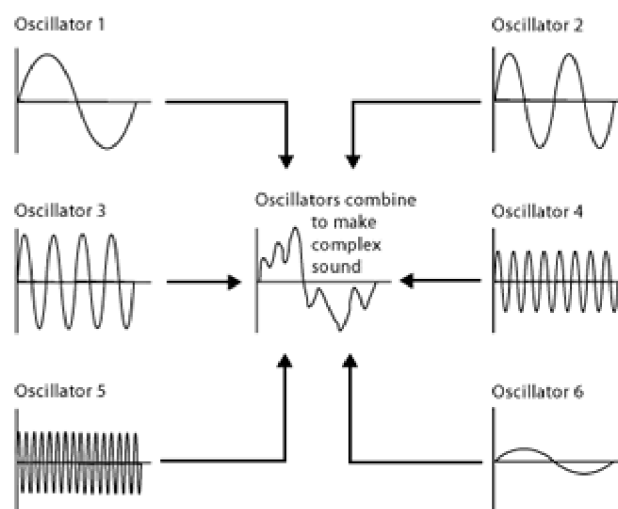 Oscillator 1
Oscillator 2
Oscillator 3
Oscillators combine
to make
complex
sound
Oscillator 4
Oscillator 5
Oscillator 6